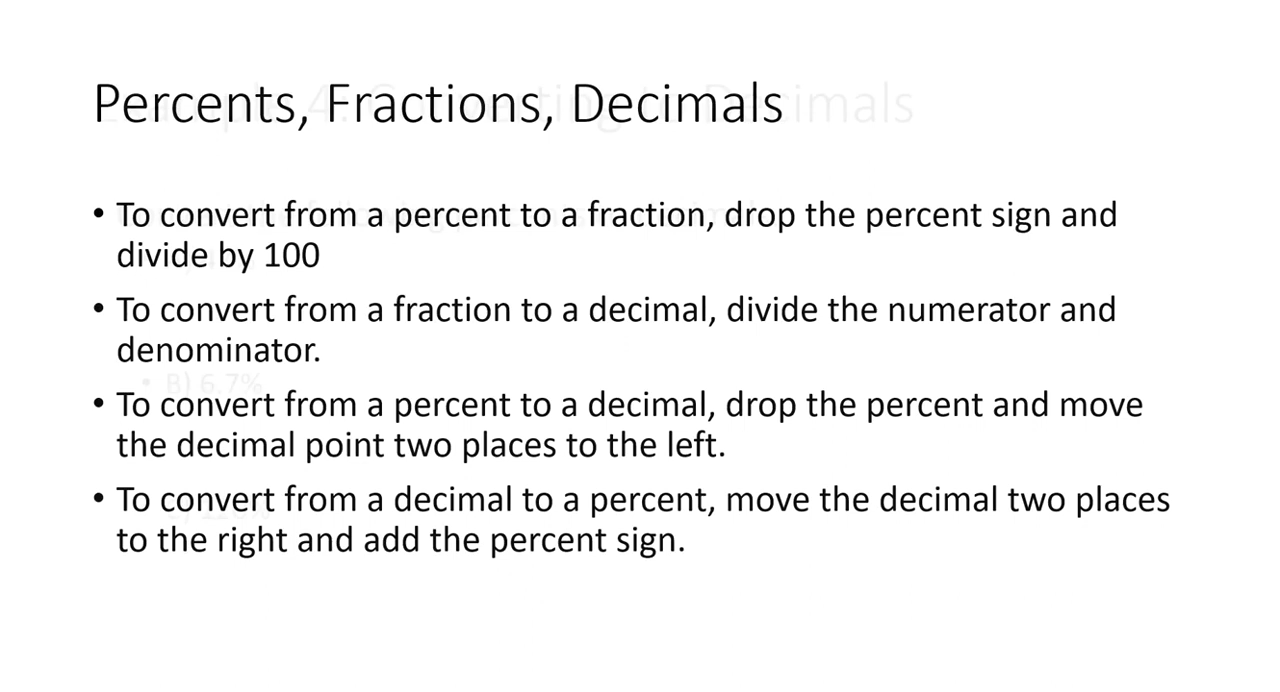 Percents, Fractions, Decimals
• To convert from a percent to a fraction, drop the percent sign and
divide by 100
• To convert from a fraction to a decimal, divide the numerator and
denominator.
• B) 6.7%
• To convert from a percent to a decimal, drop the percent and move
the decimal point two places to the left.
• To convert from a decimal to a percent, move the decimal two places
to the right and add the percent sign.